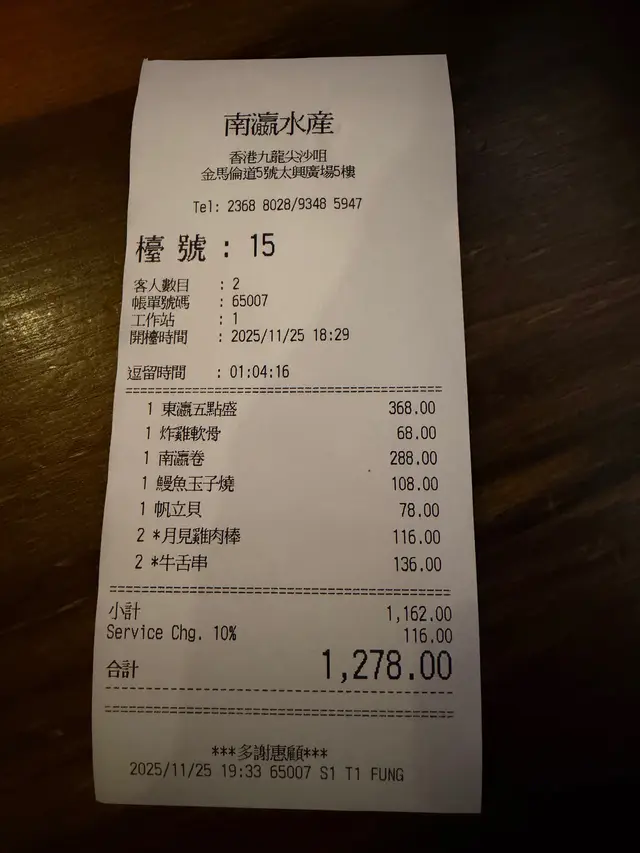 南瀛水産
香港九龍尖沙咀
金馬倫道5號太興廣場5樓
Tel: 2368 8028/9348 5947
檯號 : 15
客人數目 : 2
帳單號碼 : 65007
工作站 : 1
開檯時間 : 2025/11/25 18:29
逗留時間 : 01:04:16
1 東瀛五點盛 368.00
1 炸雞軟骨 68.00
1 南瀛卷 288.00
1 鰻魚玉子燒 108.00
1 帆立貝 78.00
2 *月見雞肉棒 116.00
2 *牛舌串 136.00
小計 1,162.00
Service Chg. 10% 116.00
合計 1,278.00
***多謝惠顧***
2025/11/25 19:33 65007 S1 T1 FUNG